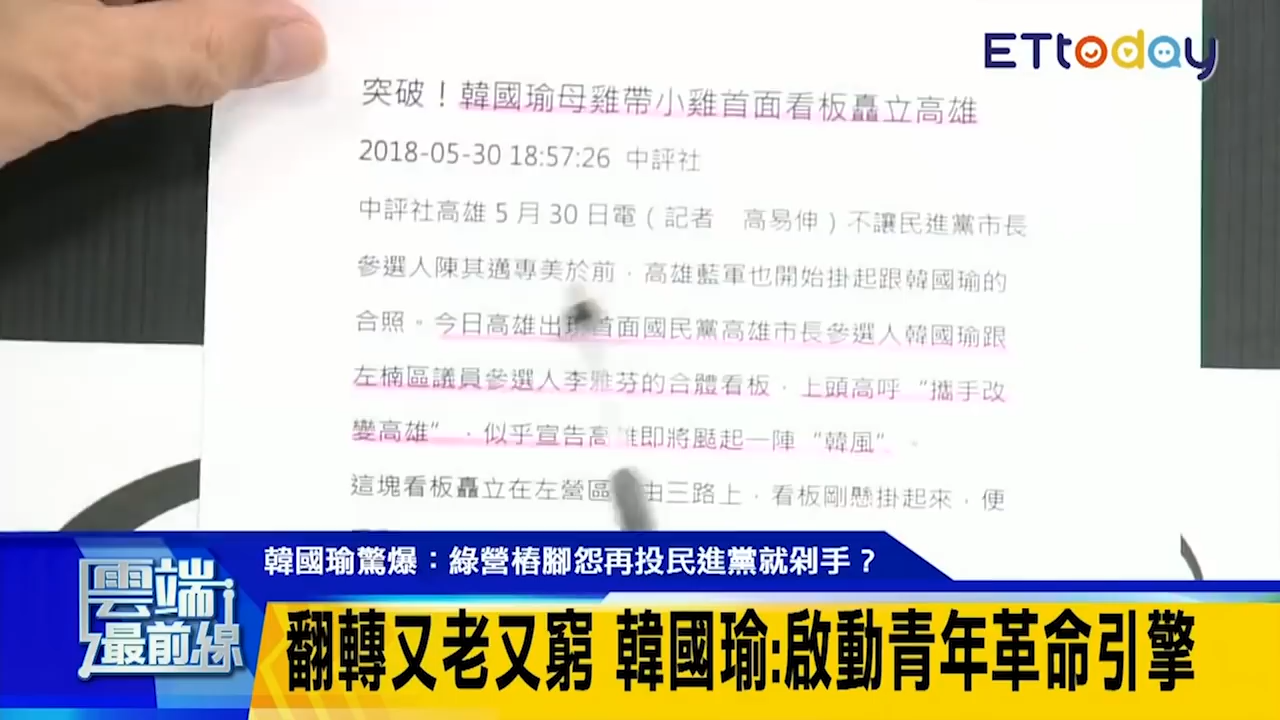 ETtoday
突破！韓國瑜母雞帶小雞首面看板矗立高雄
2018-05-30 18:57:26 中評社
中評社高雄5月30日電（記者 高易伸）不讓民進黨市長
參選人陳其邁專美於前，高雄藍軍也開始掛起跟韓國瑜的
合照。今日高雄出現首面國民黨高雄市長參選人韓國瑜跟
左楠區議員參選人李雅芬的合體看板，上頭高呼“攜手改
變高雄”，似乎宣告高雄即將颳起一陣“韓風”。
這塊看板矗立在左營區 由三路上，看板剛懸掛起來，便
韓國瑜驚爆：綠營樁腳怨再投民進黨就剁手？
雲端最前線
翻轉又老又窮 韓國瑜:啟動青年革命引擎